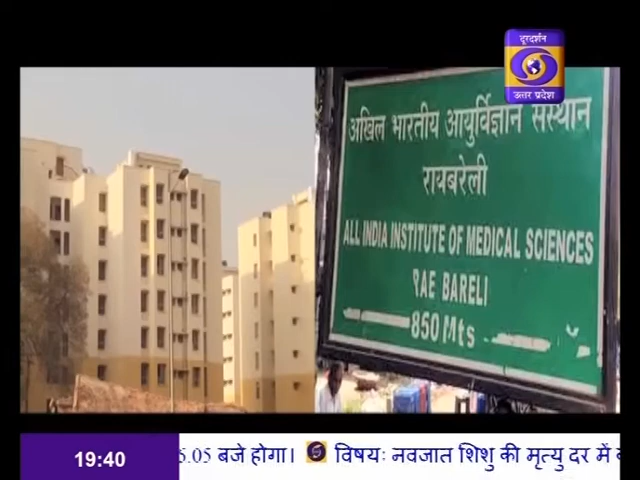 दूरदर्शन
उत्तर प्रदेश
अखिल भारतीय आयुर्विज्ञान संस्थान
रायबरेली
ALL INDIA INSTITUTE OF MEDICAL SCIENCES
RAE BARELI
850 Mts
19:40
.05 बजे होगा। विषयः नवजात शिशु की मृत्यु दर में